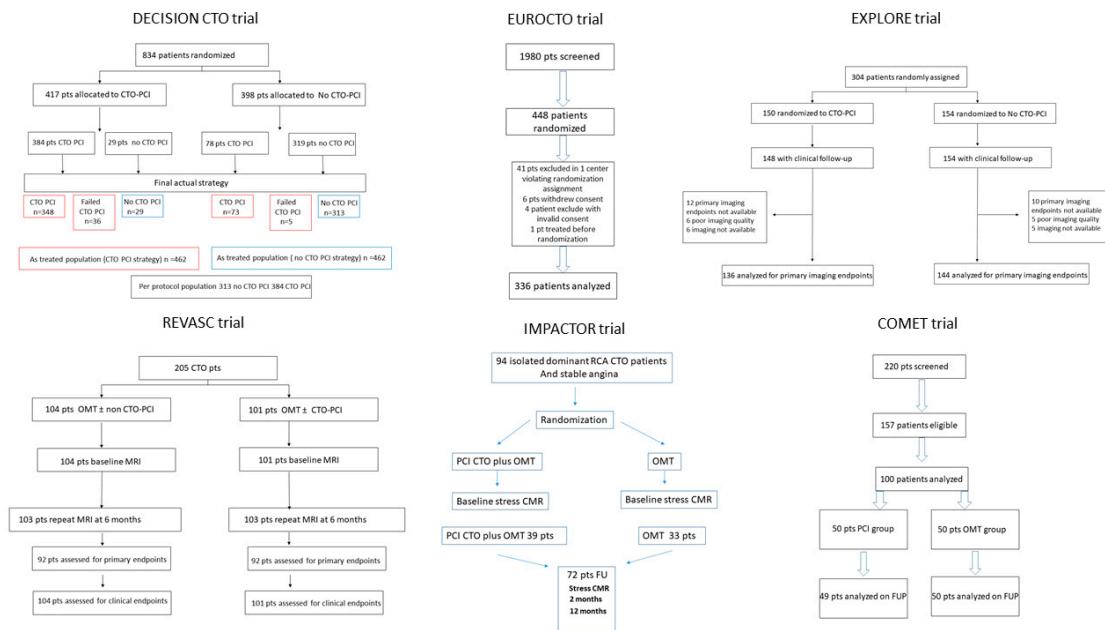 DECISION CTO trial
834 patients randomized
417 pts allocated to CTO-PCI
398 pts allocated to No CTO-PCI
384 pts CTO PCI
29 pts no CTO PCI
78 pts CTO PCI
319 pts no CTO PCI
Final actual strategy
CTO PCI
n=348
Failed
CTO PCI
n=36
No CTO PCI
n=29
CTO PCI
n=73
Failed
CTO PCI
n=5
No CTO PCI
n=313
As treated population (CTO PCI strategy) n =462
As treated population ( no CTO PCI strategy) n =462
Per protocol population 313 no CTO PCI 384 CTO PCI
EUROCTO trial
1980 pts screened
448 patients
randomized
41 pts excluded in 1 center
violating randomization
assignment
6 pts withdrew consent
4 patient exclude with
invalid consent
1 pt treated before
randomization
336 patients analyzed
EXPLORE trial
304 patients randomly assigned
150 randomized to CTO-PCI
154 randomized to No CTO-PCI
148 with clinical follow-up
154 with clinical follow-up
12 primary imaging
endpoints not available
6 poor imaging quality
6 imaging not available
10 primary imaging
endpoints not available
5 poor imaging quality
5 imaging not available
136 analyzed for primary imaging endpoints
144 analyzed for primary imaging endpoints
REVASC trial
205 CTO pts
104 pts OMT ± non CTO-PCI
101 pts OMT ± CTO-PCI
104 pts baseline MRI
101 pts baseline MRI
103 pts repeat MRI at 6 months
103 pts repeat MRI at 6 months
92 pts assessed for primary endpoints
92 pts assessed for primary endpoints
104 pts assessed for clinical endpoints
101 pts assessed for clinical endpoints
IMPACTOR trial
94 isolated dominant RCA CTO patients
And stable angina
Randomization
PCI CTO plus OMT
OMT
Baseline stress CMR
Baseline stress CMR
PCI CTO plus OMT 39 pts
OMT 33 pts
72 pts FU
Stress CMR
2 months
12 months
COMET trial
220 pts screened
157 patients eligible
100 patients analyzed
50 pts PCI group
50 pts OMT group
49 pts analyzed on FUP
50 pts analyzed on FUP